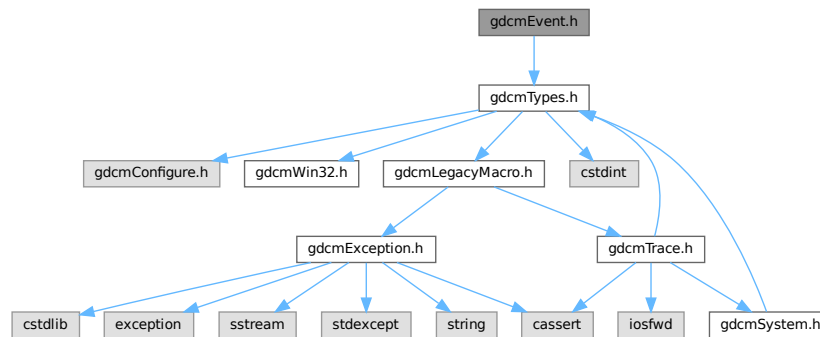 gdcmEvent.h
gdcmTypes.h
gdcmConfigure.h
gdcmWin32.h
gdcmLegacyMacro.h
cstdint
gdcmException.h
gdcmTrace.h
cstdlib
exception
sstream
stdexcept
string
cassert
iosfwd
gdcmSystem.h